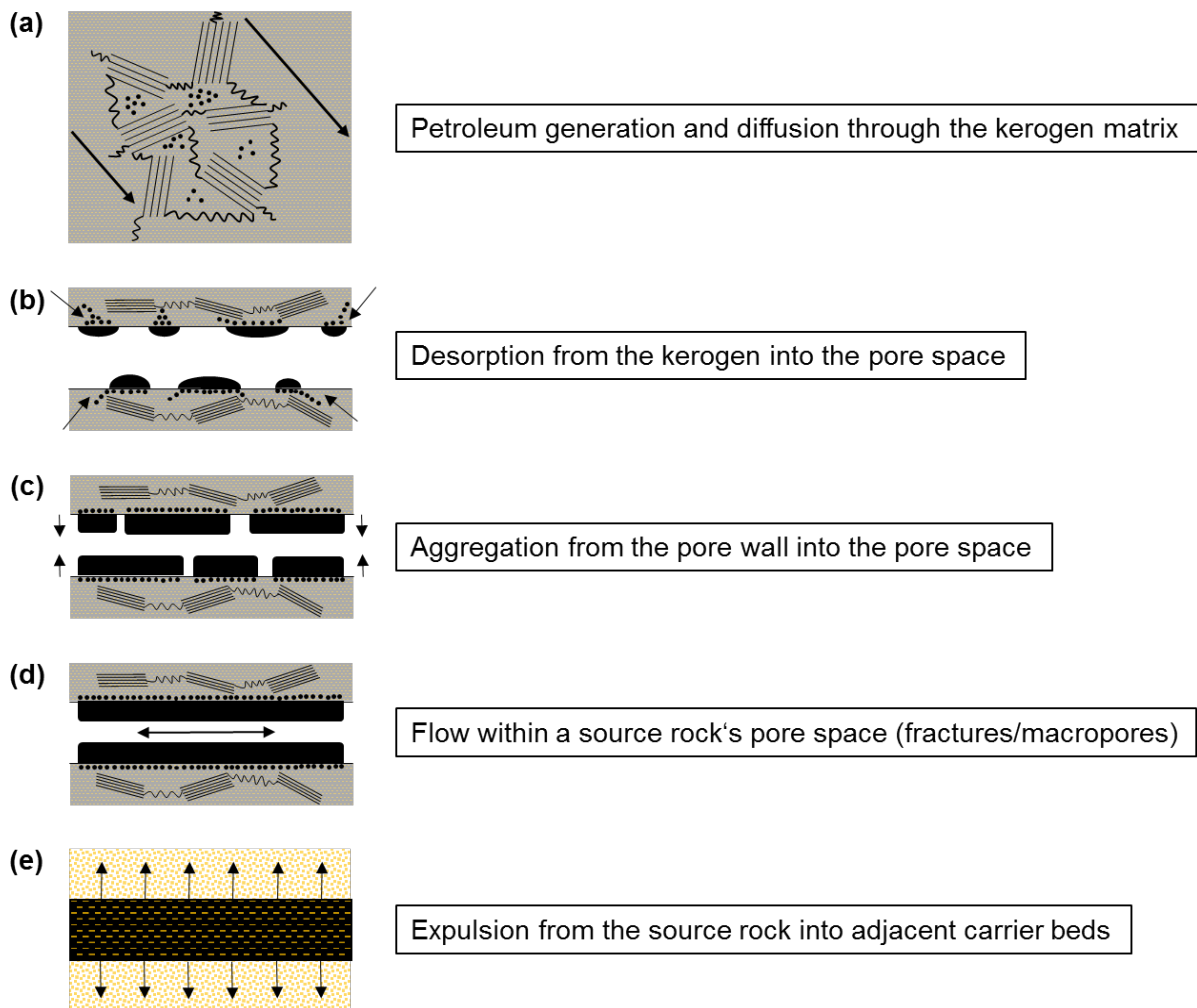 (a)
Petroleum generation and diffusion through the kerogen matrix
(b)
Desorption from the kerogen into the pore space
(c)
Aggregation from the pore wall into the pore space
(d)
Flow within a source rock‘s pore space (fractures/macropores)
(e)
Expulsion from the source rock into adjacent carrier beds